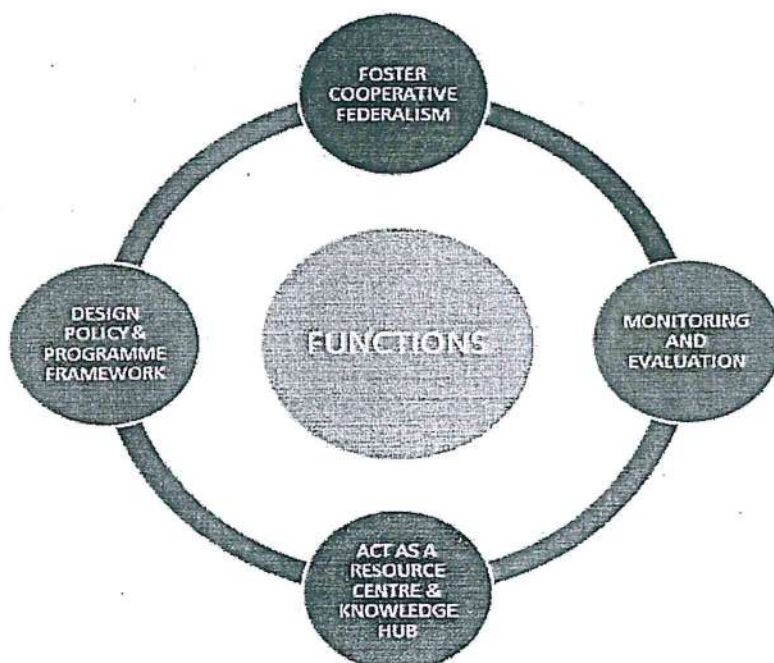 FOSTER
COOPERATIVE
FEDERALISM
DESIGN
POLICY &
PROGRAMME
FRAMEWORK
FUNCTIONS
MONITORING
AND
EVALUATION
ACT AS A
RESOURCE
CENTRE &
KNOWLEDGE
HUB